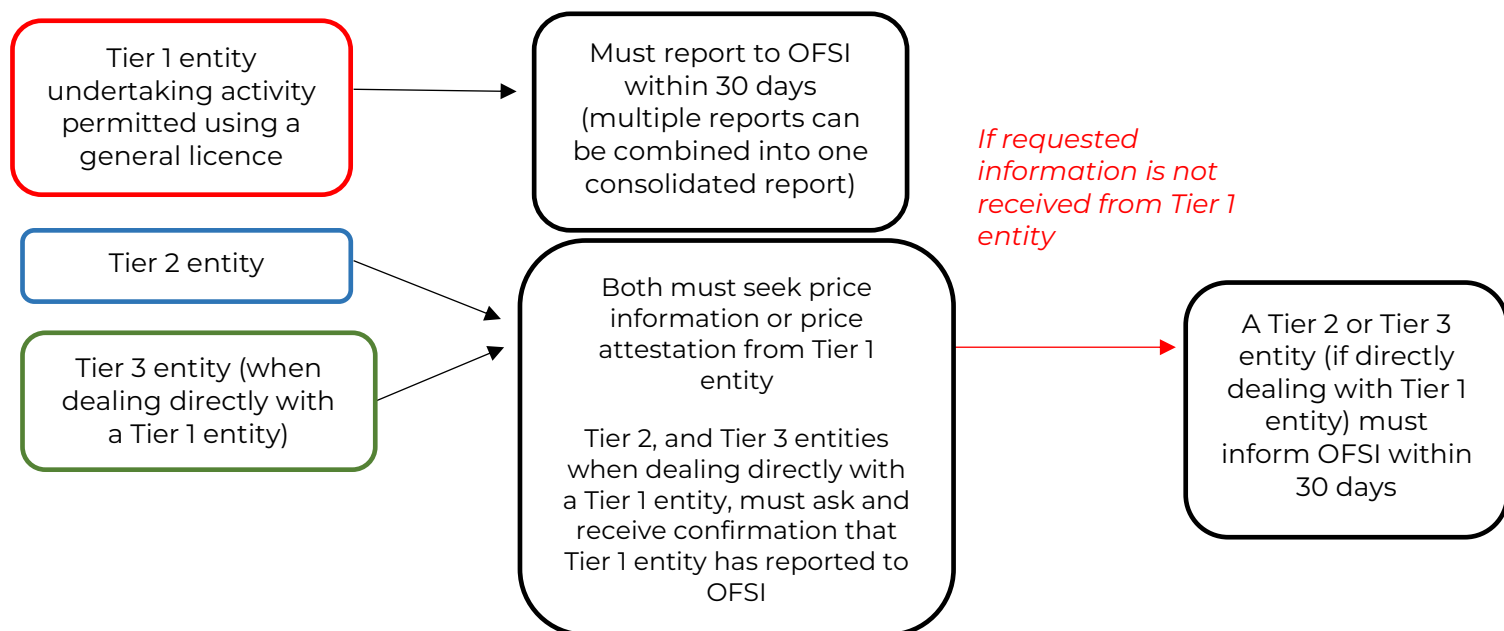 Tier 1 entity
undertaking activity
permitted using a
general licence
Must report to OFSI
within 30 days
(multiple reports can
be combined into one
consolidated report)
If requested
information is not
received from Tier 1
entity
Tier 2 entity
Tier 3 entity (when
dealing directly with
a Tier 1 entity)
Both must seek price
information or price
attestation from Tier 1
entity
Tier 2, and Tier 3 entities
when dealing directly with
a Tier 1 entity, must ask and
receive confirmation that
Tier 1 entity has reported to
OFSI
A Tier 2 or Tier 3
entity (if directly
dealing with Tier 1
entity) must
inform OFSI within
30 days